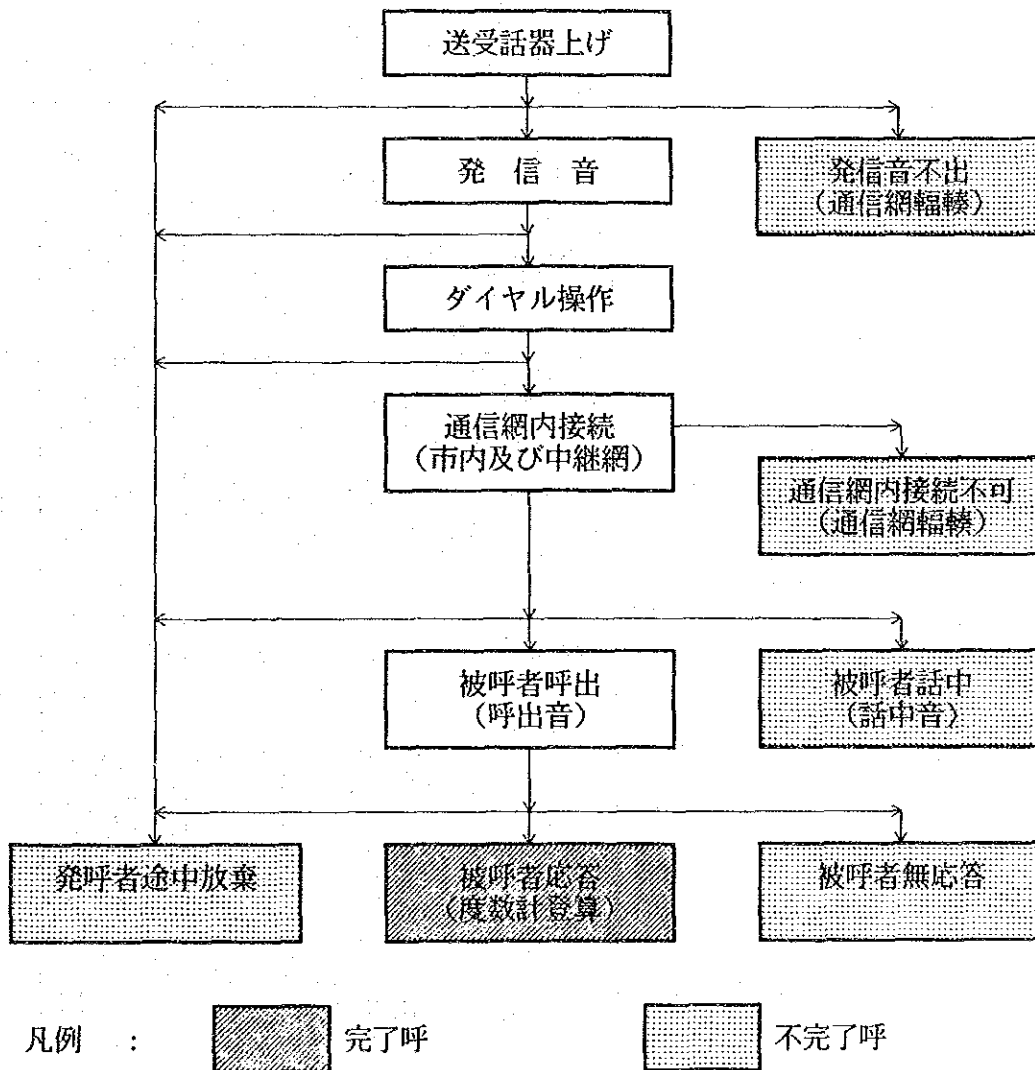 送受話器上げ
発信音
発信音不出
(通信網輻輳)
ダイヤル操作
通信網内接続
(市内及び中継網)
通信網内接続不可
(通信網輻輳)
被呼者呼出
(呼出音)
被呼者話中
(話中音)
発呼者途中放棄
被呼者応答
(度数計登算)
被呼者無応答
凡例 :
完了呼
不完了呼